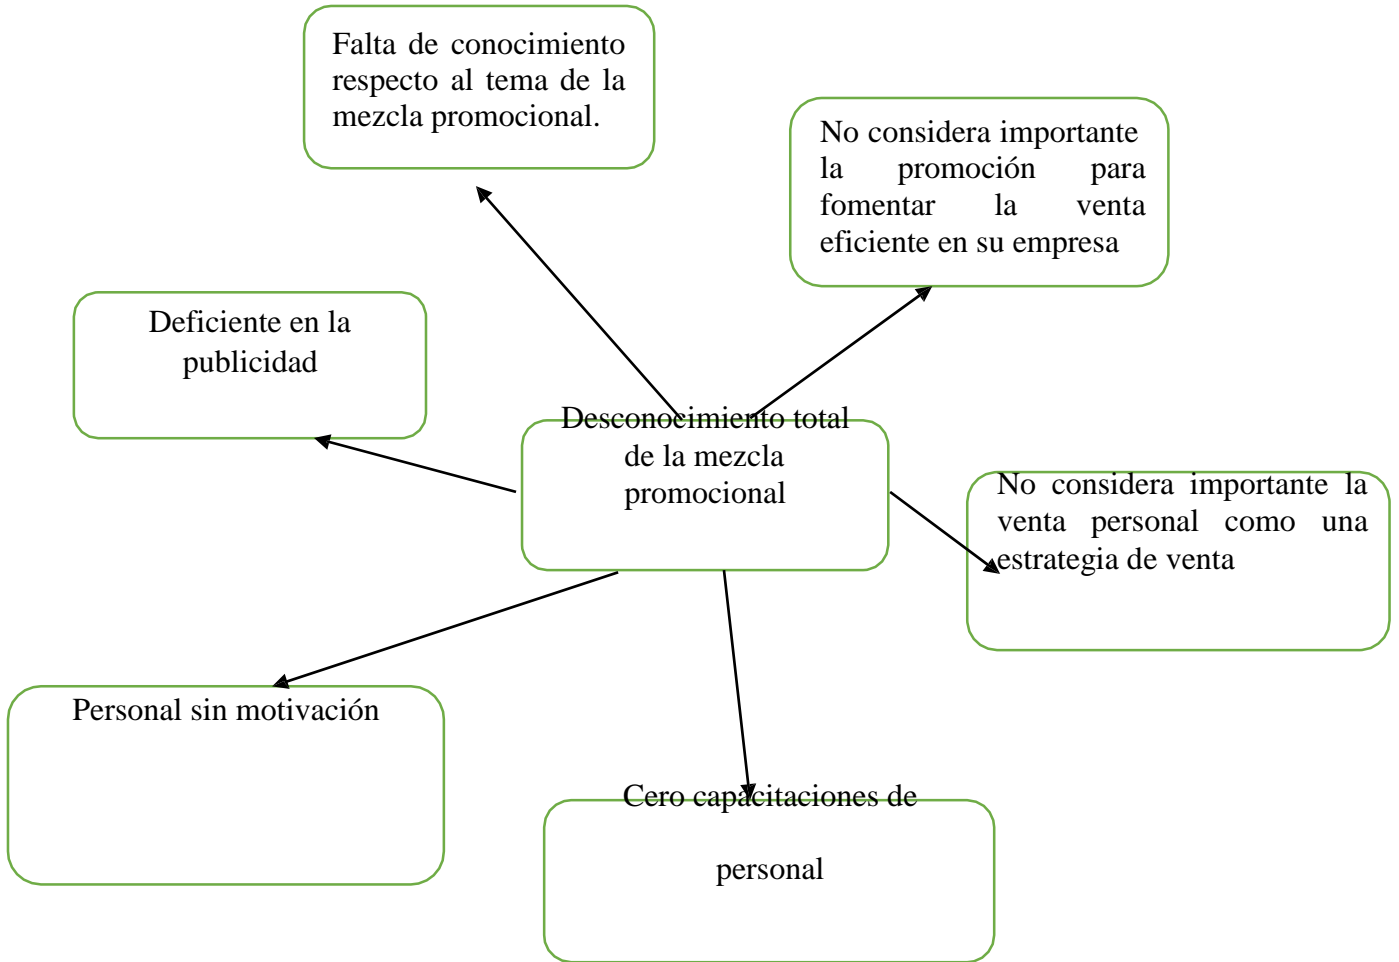 Falta de conocimiento
respecto al tema de la
mezcla promocional.
No considera importante
la promoción para
fomentar la venta
eficiente en su empresa
Deficiente en la
publicidad
Desconocimiento total
de la mezcla
promocional
No considera importante la
venta personal como una
estrategia de venta
Personal sin motivación
Cero capacitaciones de
personal